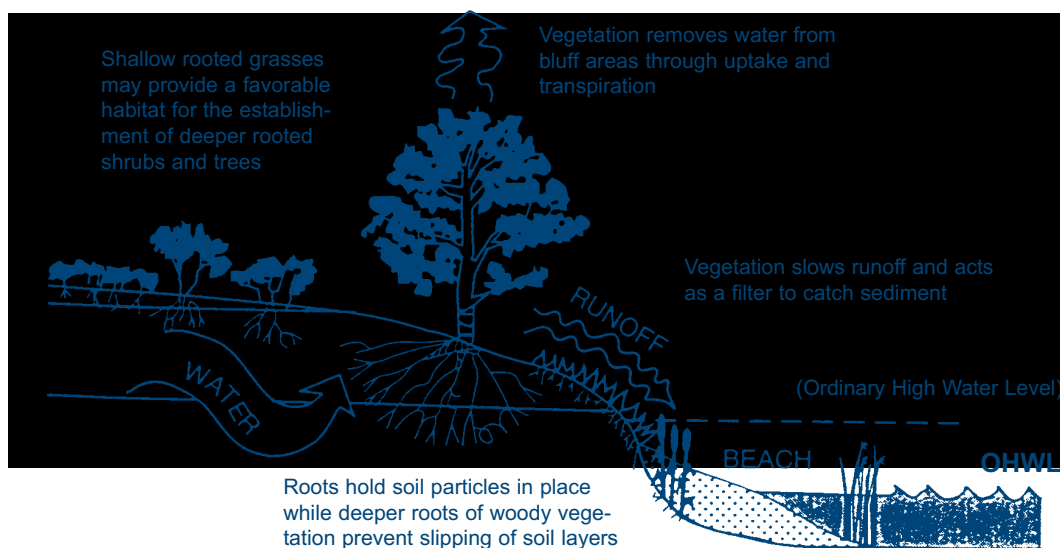 Shallow rooted grasses
may provide a favorable
habitat for the establish-
ment of deeper rooted
shrubs and trees
Vegetation removes water from
bluff areas through uptake and
transpiration
Vegetation slows runoff and acts
as a filter to catch sediment
RUNOFF
WATER
(Ordinary High Water Level)
BEACH
OHWL
Roots hold soil particles in place
while deeper roots of woody vege-
tation prevent slipping of soil layers